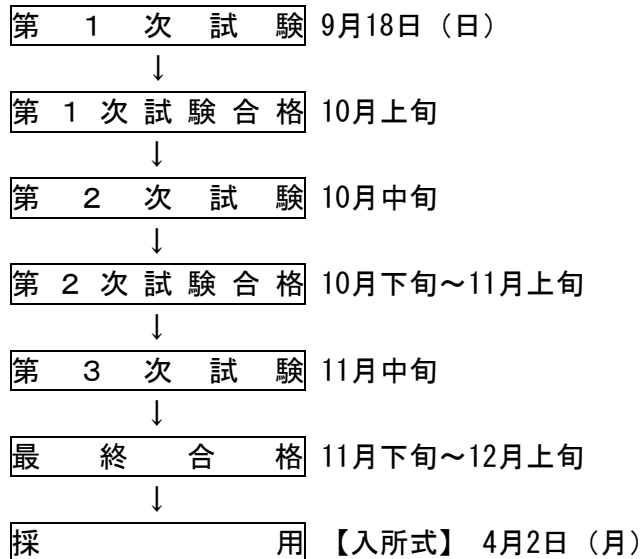 第1次試験 9月18日（日）
↓
第1次試験合格 10月上旬
↓
第2次試験 10月中旬
↓
第2次試験合格 10月下旬～11月上旬
↓
第3次試験 11月中旬
↓
最終合格 11月下旬～12月上旬
↓
採用 【入所式】 4月2日（月）